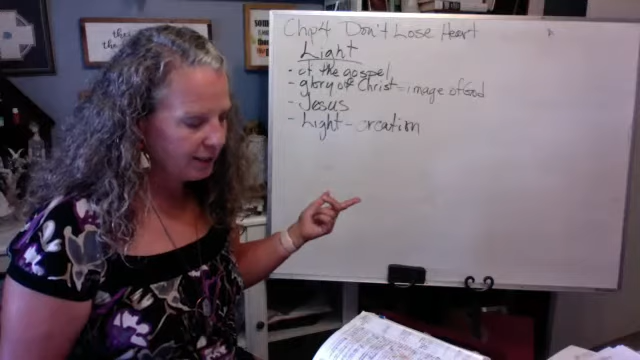 Chp4 Don't Lose Heart
Light
- of the gospel
- glory of Christ = image of God
- Jesus
- Light - creation